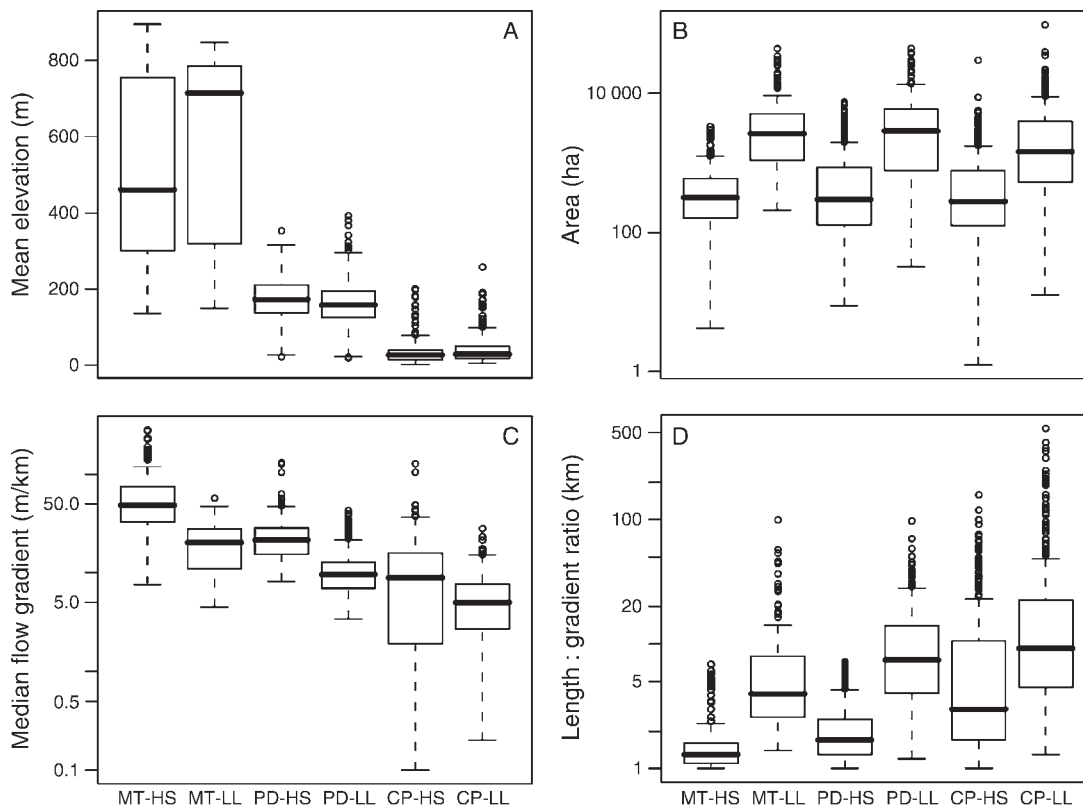 A
Mean elevation (m)
800
600
400
200
0
B
Area (ha)
10 000
100
1
C
Median flow gradient (m/km)
50.0
5.0
0.5
0.1
MT-HS MT-LL PD-HS PD-LL CP-HS CP-LL
D
Length : gradient ratio (km)
500
100
20
5
1
MT-HS MT-LL PD-HS PD-LL CP-HS CP-LL